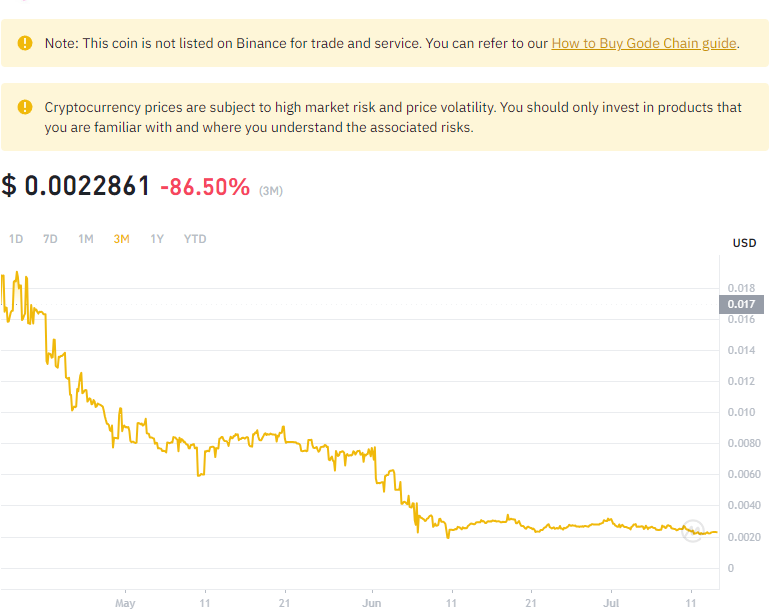 Note: This coin is not listed on Binance for trade and service. You can refer to our How to Buy Gode Chain guide.
Cryptocurrency prices are subject to high market risk and price volatility. You should only invest in products that
you are familiar with and where you understand the associated risks.
$ 0.0022861 -86.50% (3M)
1D 7D 1M 3M 1Y YTD
USD
0.018
0.017
0.016
0.014
0.012
0.010
0.0080
0.0060
0.0040
0.0020
0
May 11 21 Jun 11 21 Jul 11